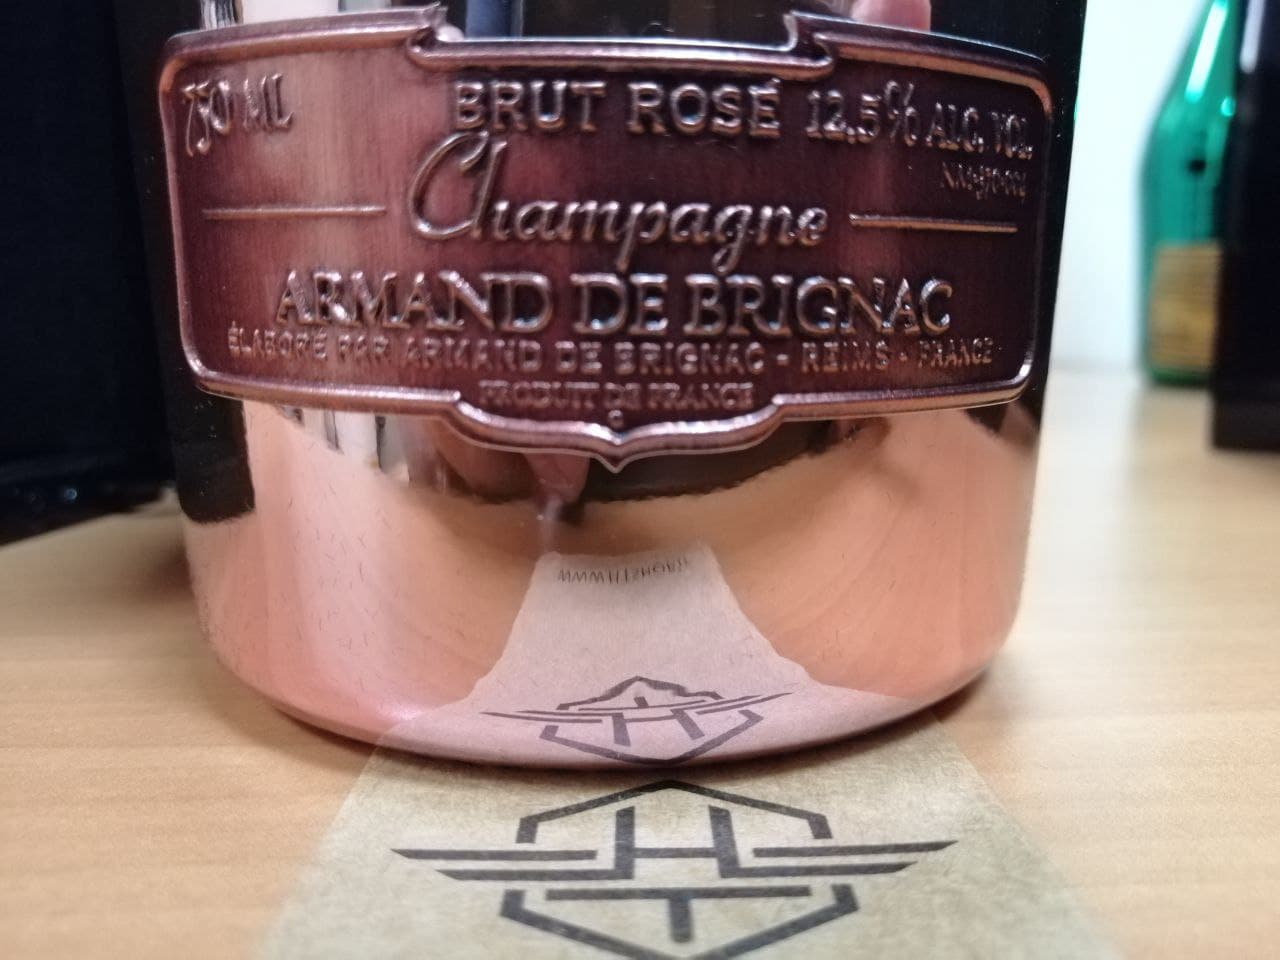 750 ML BRUT ROSÉ 12.5% ALC. VOL.
Champagne
ARMAND DE BRIGNAC
ÉLABORÉ PAR ARMAND DE BRIGNAC - REIMS - FRANCE
PRODUIT DE FRANCE